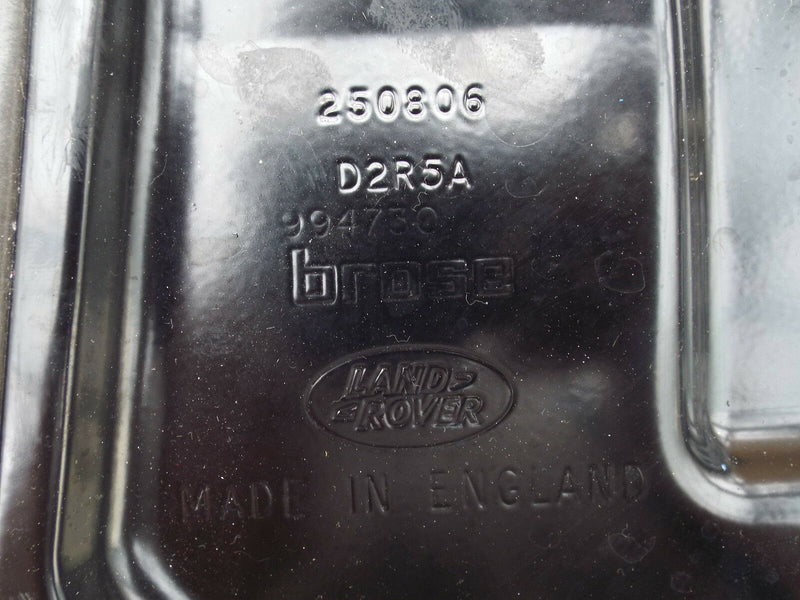 250806
D2R5A
994730
brose
LAND
ROVER
MADE IN ENGLAND